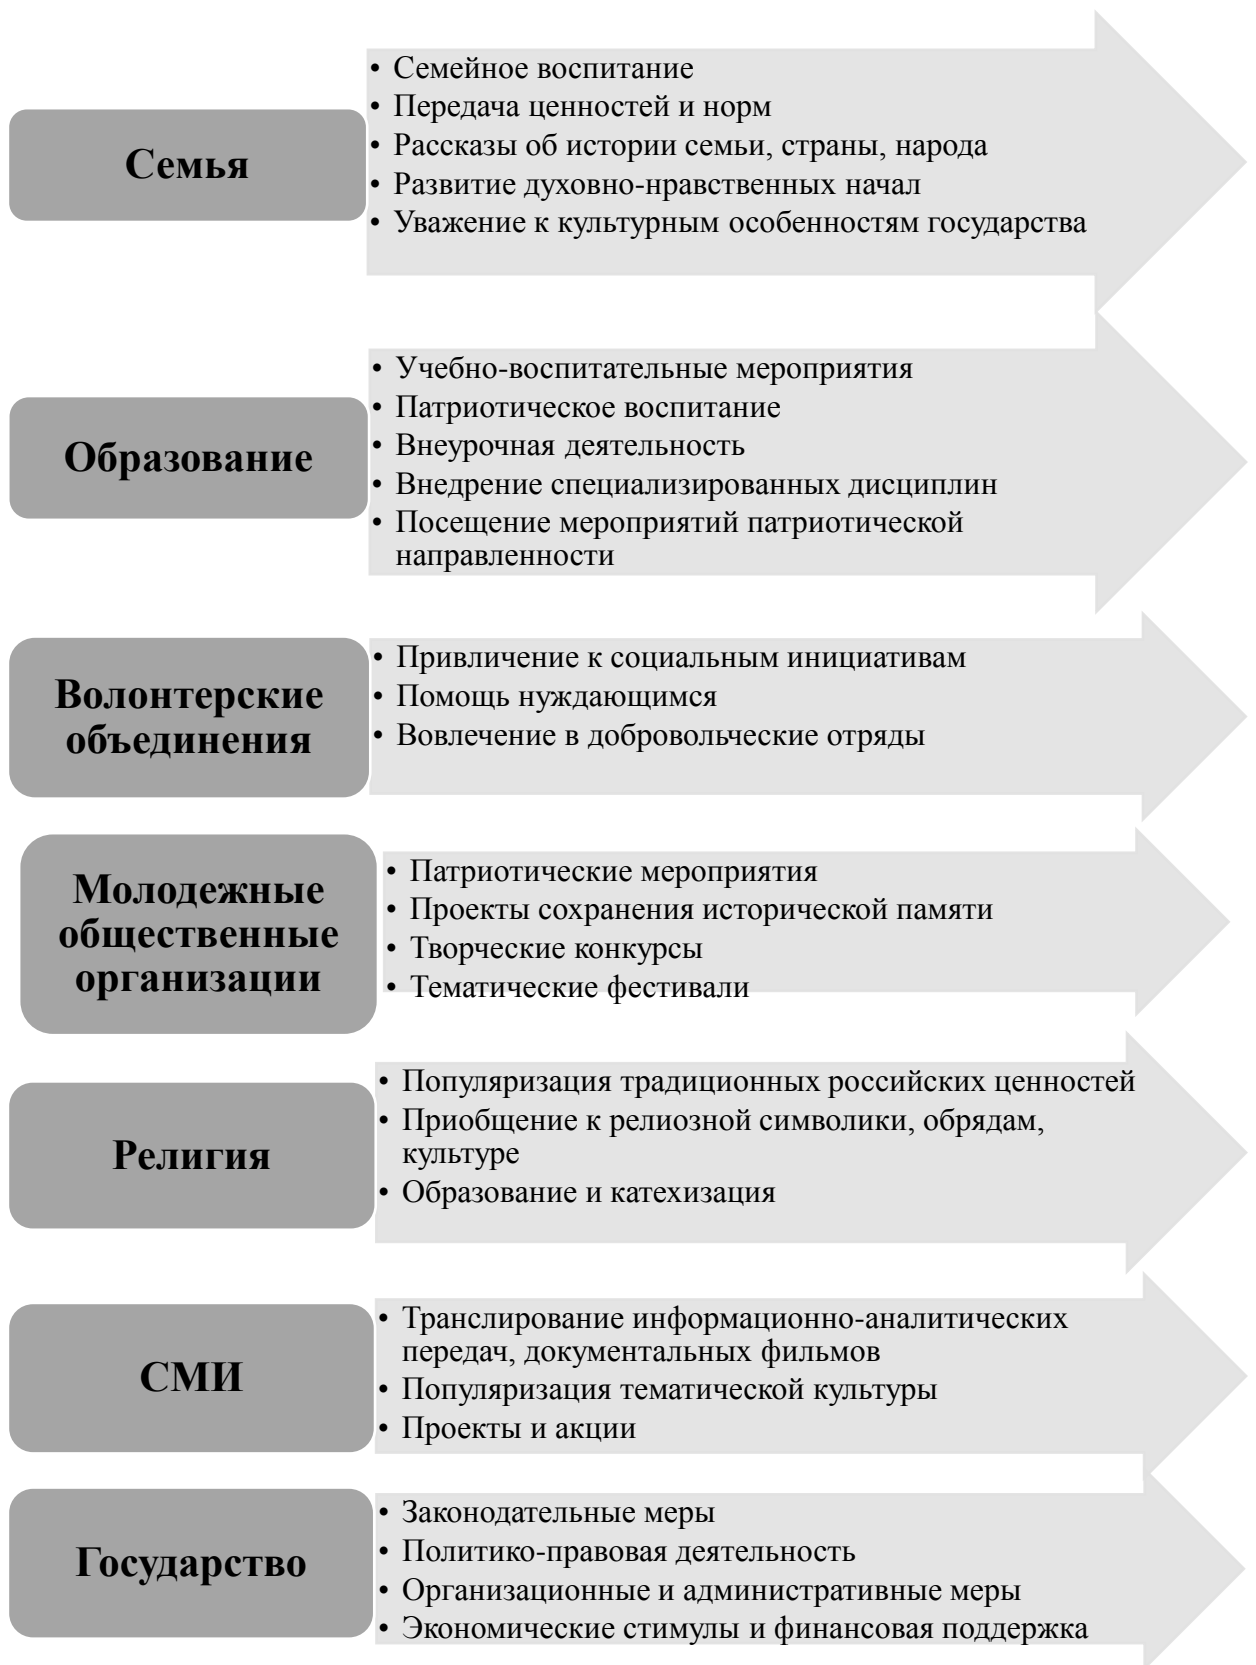 Семья
• Семейное воспитание
• Передача ценностей и норм
• Рассказы об истории семьи, страны, народа
• Развитие духовно-нравственных начал
• Уважение к культурным особенностям государства
Образование
• Учебно-воспитательные мероприятия
• Патриотическое воспитание
• Внеурочная деятельность
• Внедрение специализированных дисциплин
• Посещение мероприятий патриотической
направленности
Волонтерские
объединения
• Привличение к социальным инициативам
• Помощь нуждающимся
• Вовлечение в добровольческие отряды
Молодежные
общественные
организации
• Патриотические мероприятия
• Проекты сохранения исторической памяти
• Творческие конкурсы
• Тематические фестивали
Религия
• Популяризация традиционных российских ценностей
• Приобщение к релиозной символики, обрядам,
культуре
• Образование и катехизация
СМИ
• Транслирование информационно-аналитических
передач, документальных фильмов
• Популяризация тематической культуры
• Проекты и акции
Государство
• Законодательные меры
• Политико-правовая деятельность
• Организационные и административные меры
• Экономические стимулы и финансовая поддержка